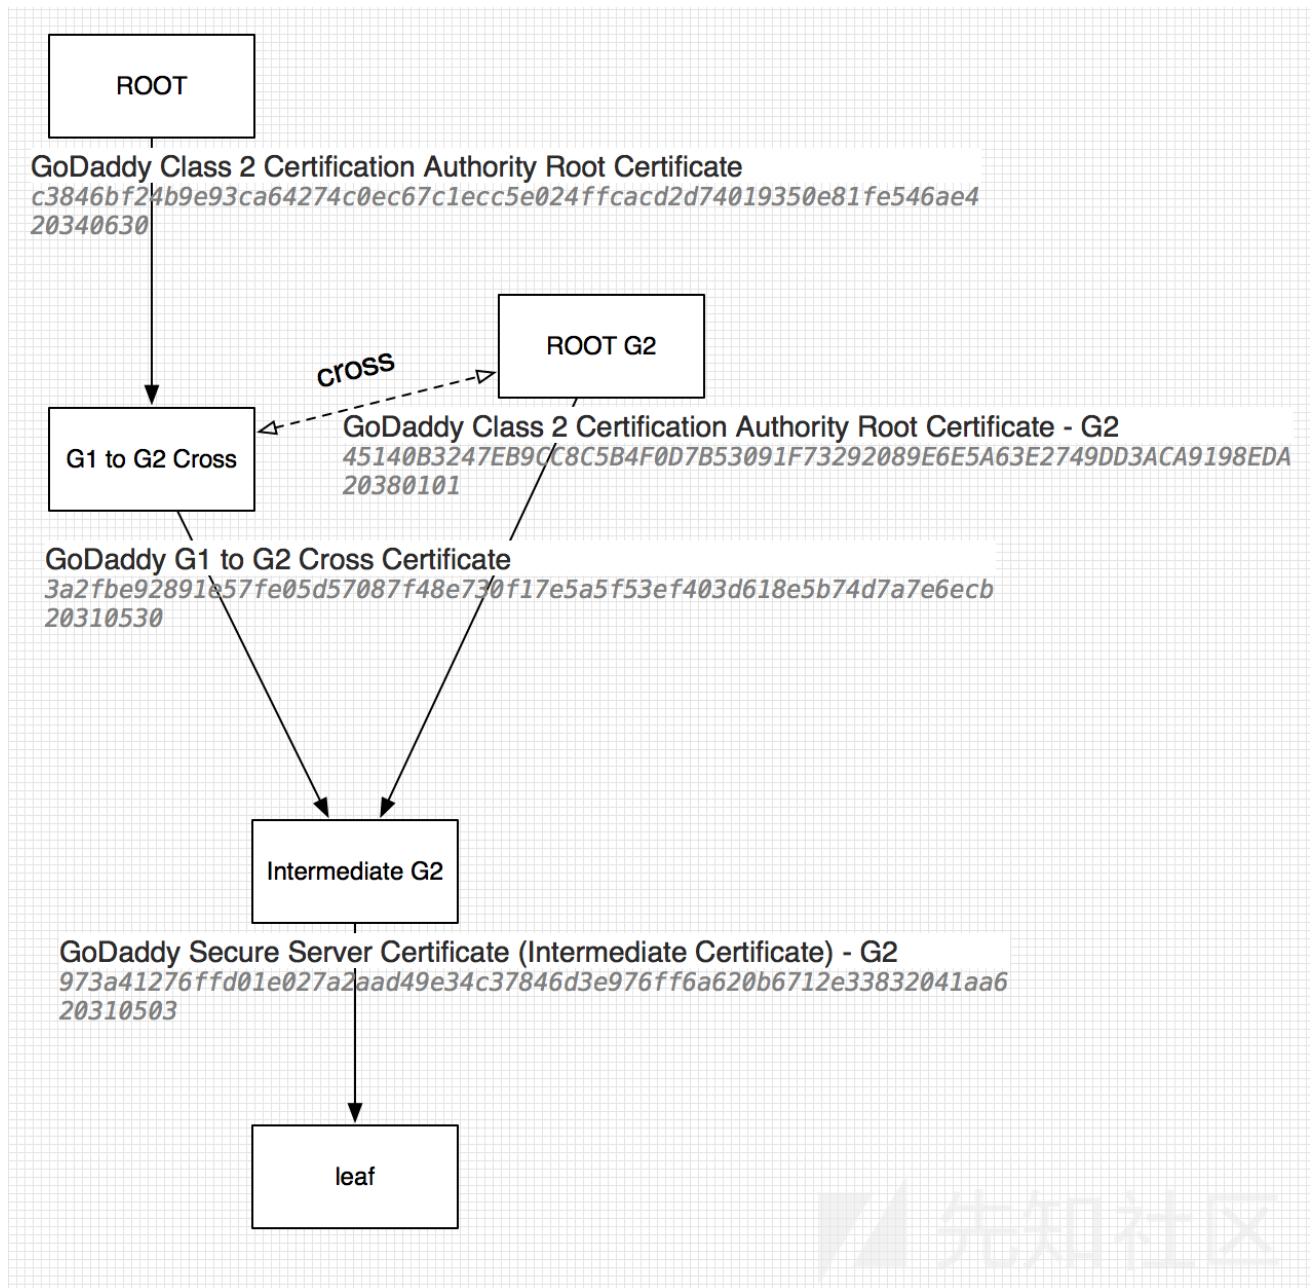 ROOT
GoDaddy Class 2 Certification Authority Root Certificate
c3846bf24b9e93ca64274c0ec67c1ecc5e024ffcacd2d74019350e81fe546ae4
20340630
ROOT G2
cross
G1 to G2 Cross
GoDaddy Class 2 Certification Authority Root Certificate - G2
45140B3247EB9CC8C5B4F0D7B53091F73292089E6E5A63E2749DD3ACA9198EDA
20380101
GoDaddy G1 to G2 Cross Certificate
3a2fbe92891e57fe05d57087f48e730f17e5a5f53ef403d618e5b74d7a7e6ecb
20310530
Intermediate G2
GoDaddy Secure Server Certificate (Intermediate Certificate) - G2
973a41276ffd01e027a2aad49e34c37846d3e976ff6a620b6712e33832041aa6
20310503
leaf
先知社区